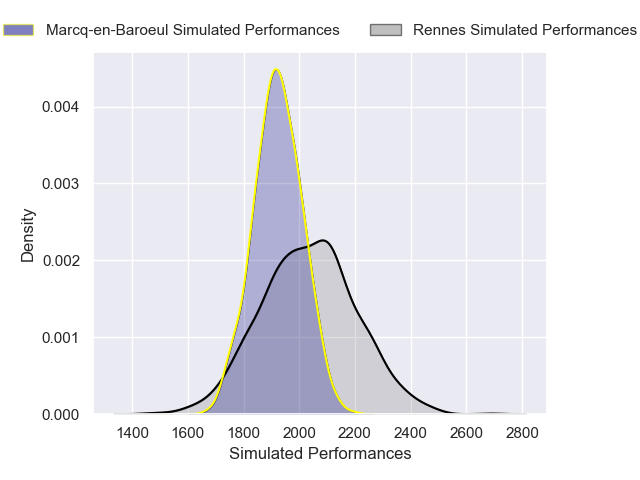 Marcq-en-Baroeul Simulated Performances Rennes Simulated Performances
0.004
0.003
0.002
0.001
0.000
Density
1400 1600 1800 2000 2200 2400 2600 2800
Simulated Performances